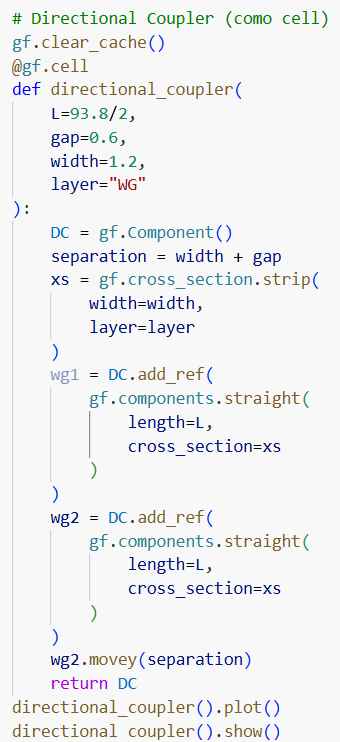 # Directional Coupler (como cell)
gf.clear_cache()
@gf.cell
def directional_coupler(
    L=93.8/2,
    gap=0.6,
    width=1.2,
    layer="WG"
):
    DC = gf.Component()
    separation = width + gap
    xs = gf.cross_section.strip(
        width=width,
        layer=layer
    )
    wg1 = DC.add_ref(
        gf.components.straight(
            length=L,
            cross_section=xs
        )
    )
    wg2 = DC.add_ref(
        gf.components.straight(
            length=L,
            cross_section=xs
        )
    )
    wg2.movey(separation)
    return DC
directional_coupler().plot()
directional_coupler().show()